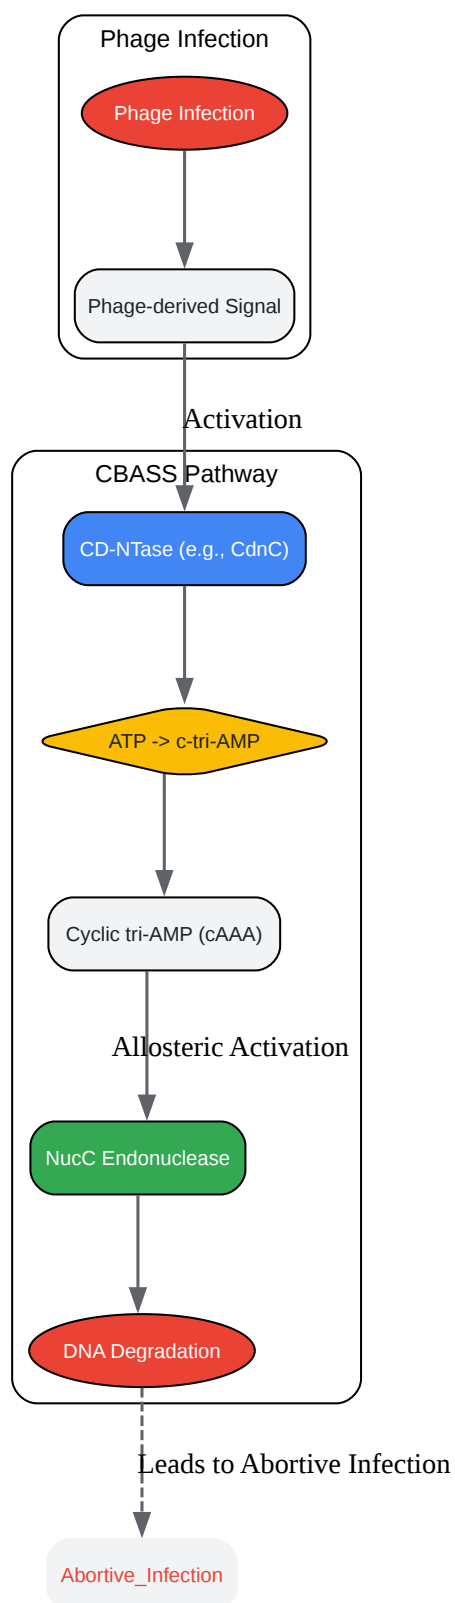 Phage Infection
Phage Infection
Phage-derived Signal
Activation
CBASS Pathway
CD-NTase (e.g., CdnC)
ATP -> c-tri-AMP
Cyclic tri-AMP (cAAA)
Allosteric Activation
NucC Endonuclease
DNA Degradation
Leads to Abortive Infection
Abortive_Infection